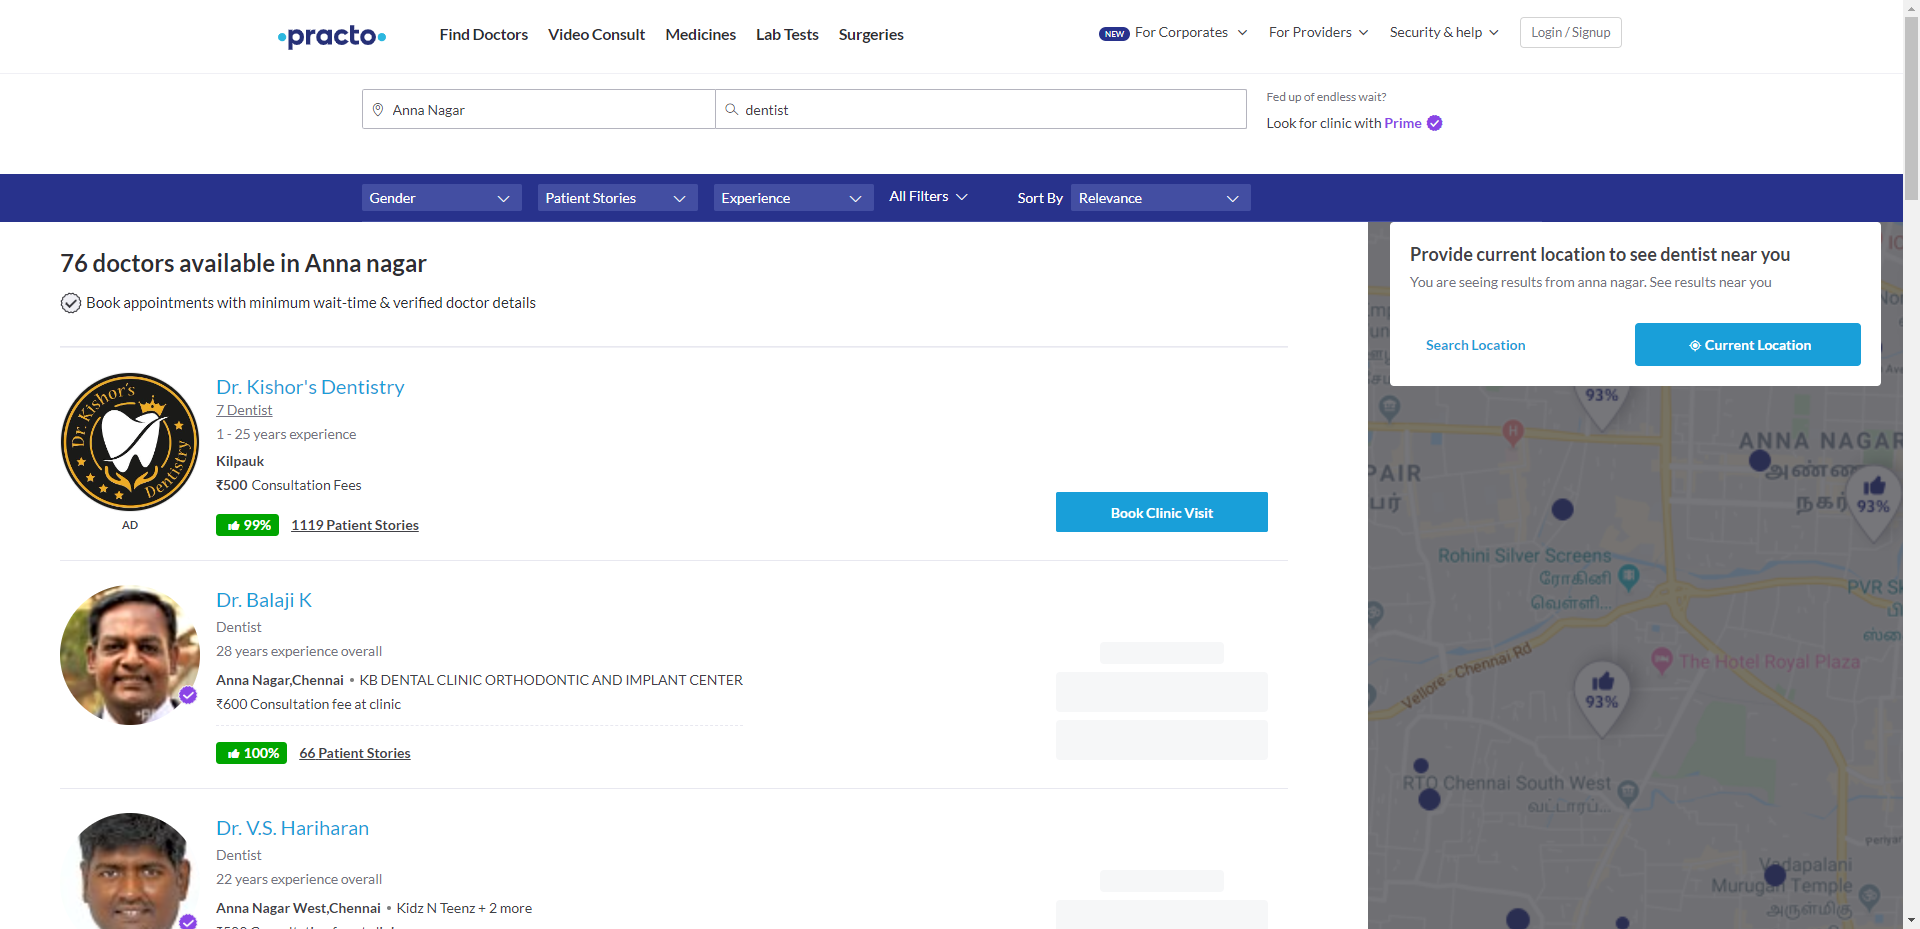 practo
Find Doctors
Video Consult
Medicines
Lab Tests
Surgeries
NEW For Corporates
For Providers
Security & help
Login / Signup
Anna Nagar
dentist
Fed up of endless wait?
Look for clinic with Prime
Gender
Patient Stories
Experience
All Filters
Sort By
Relevance
76 doctors available in Anna nagar
Book appointments with minimum wait-time & verified doctor details
Dr. Kishor's
Dentistry
AD
Dr. Kishor's Dentistry
7 Dentist
1 - 25 years experience
Kilpauk
₹500 Consultation Fees
99% 1119 Patient Stories
Book Clinic Visit
Dr. Balaji K
Dentist
28 years experience overall
Anna Nagar,Chennai • KB DENTAL CLINIC ORTHODONTIC AND IMPLANT CENTER
₹600 Consultation fee at clinic
100% 66 Patient Stories
Dr. V.S. Hariharan
Dentist
22 years experience overall
Anna Nagar West,Chennai • Kidz N Teenz + 2 more
Provide current location to see dentist near you
You are seeing results from anna nagar. See results near you
Search Location
Current Location
93%
H
ANNA NAGAR
அண்ணா
நகர்
PAIR
பர்
93%
Rohini Silver Screens
ரோகினி
வெள்ளி...
PVR SK
Vellore - Chennai Rd
The Hotel Royal Plaza
93%
RTO Chennai South West
வட்டாரப்...
Vadapalani
Murugan Temple
அருள்மிகு